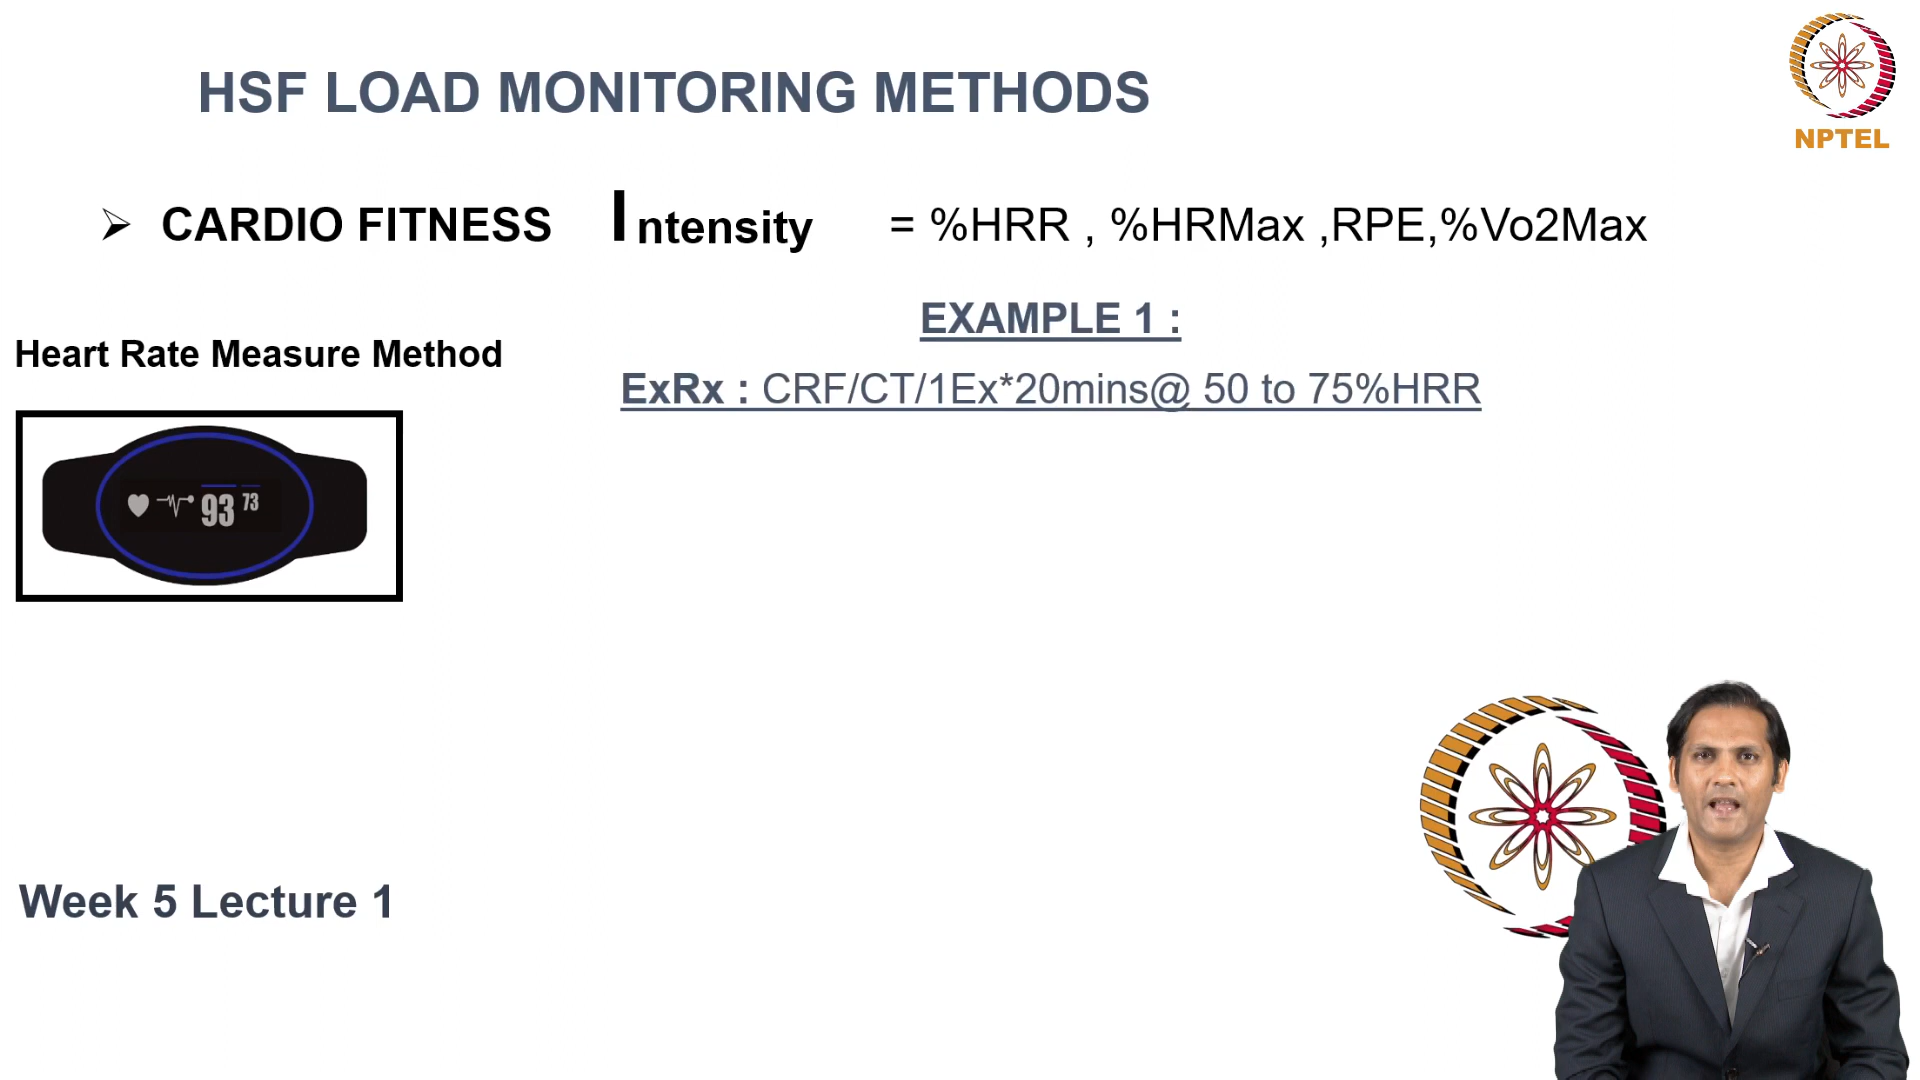 HSF LOAD MONITORING METHODS
NPTEL
CARDIO FITNESS Intensity = %HRR , %HRMax ,RPE,%Vo2Max
EXAMPLE 1 :
Heart Rate Measure Method
ExRx : CRF/CT/1Ex*20mins@ 50 to 75%HRR
93 73
Week 5 Lecture 1